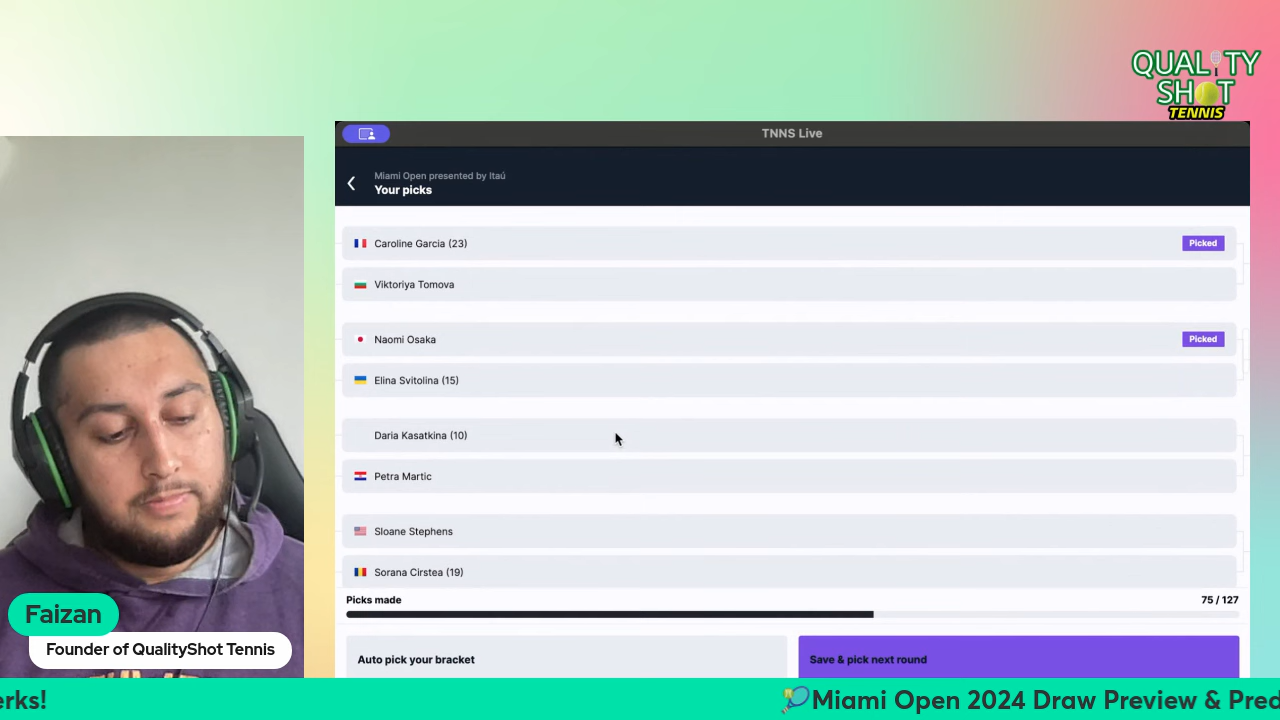 QUALITY
SHOT
TENNIS
TNNS Live
Miami Open presented by Itaú
Your picks
Caroline Garcia (23)
Picked
Viktoriya Tomova
Naomi Osaka
Picked
Elina Svitolina (15)
Daria Kasatkina (10)
Petra Martic
Sloane Stephens
Sorana Cirstea (19)
Picks made
75 / 127
Auto pick your bracket
Save & pick next round
Faizan
Founder of QualityShot Tennis
erks!
🎾Miami Open 2024 Draw Preview & Pred